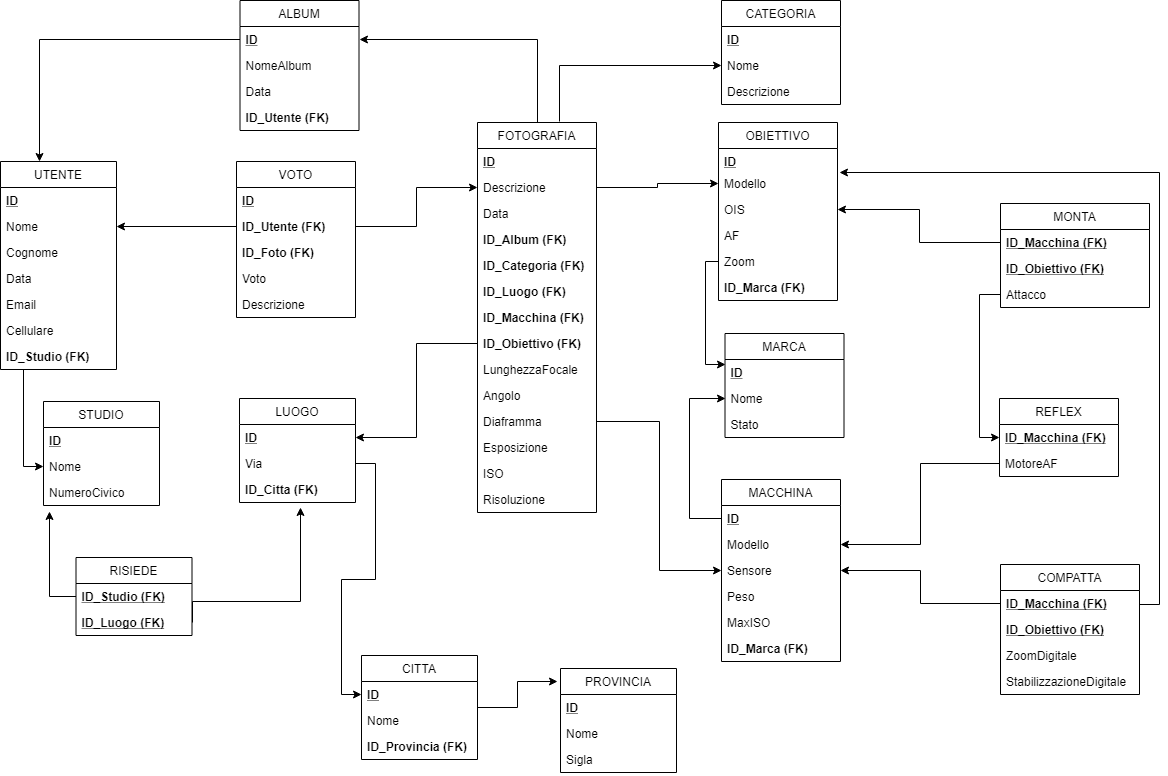 ALBUM
ID
NomeAlbum
Data
ID_Utente (FK)
CATEGORIA
ID
Nome
Descrizione
UTENTE
ID
Nome
Cognome
Data
Email
Cellulare
ID_Studio (FK)
VOTO
ID
ID_Utente (FK)
ID_Foto (FK)
Voto
Descrizione
FOTOGRAFIA
ID
Descrizione
Data
ID_Album (FK)
ID_Categoria (FK)
ID_Luogo (FK)
ID_Macchina (FK)
ID_Obiettivo (FK)
LunghezzaFocale
Angolo
Diaframma
Esposizione
ISO
Risoluzione
OBIETTIVO
ID
Modello
OIS
AF
Zoom
ID_Marca (FK)
MONTA
ID_Macchina (FK)
ID_Obiettivo (FK)
Attacco
MARCA
ID
Nome
Stato
STUDIO
ID
Nome
NumeroCivico
LUOGO
ID
Via
ID_Citta (FK)
REFLEX
ID_Macchina (FK)
MotoreAF
MACCHINA
ID
Modello
Sensore
Peso
MaxISO
ID_Marca (FK)
RISIEDE
ID_Studio (FK)
ID_Luogo (FK)
COMPATTA
ID_Macchina (FK)
ID_Obiettivo (FK)
ZoomDigitale
StabilizzazioneDigitale
CITTA
ID
Nome
ID_Provincia (FK)
PROVINCIA
ID
Nome
Sigla